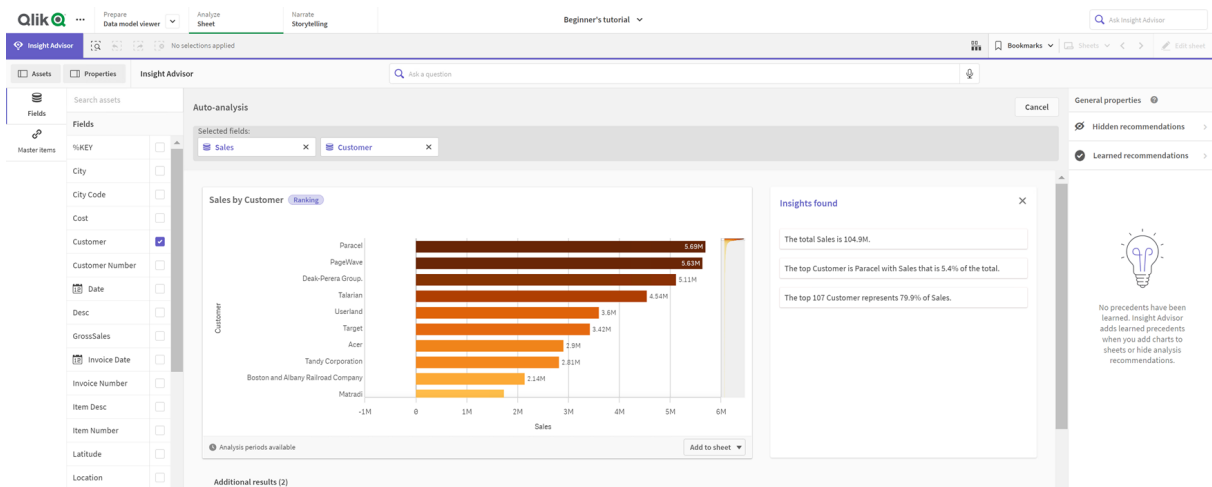 Qlik
Prepare
Data model viewer
Analyze
Sheet
Narrate
Storytelling
Beginner's tutorial
Ask Insight Advisor
Insight Advisor
No selections applied
Bookmarks
Sheets
Edit sheet
Assets
Properties
Insight Advisor
Ask a question
Fields
Master items
Search assets
Fields
%KEY
City
City Code
Cost
Customer
Customer Number
Date
Desc
GrossSales
Invoice Date
Invoice Number
Item Desc
Item Number
Latitude
Location
Auto-analysis
Cancel
Selected fields:
Sales
Customer
Sales by Customer Ranking
Customer
Paracel 5.69M
PageWave 5.63M
Deak-Perera Group. 5.11M
Talarian 4.54M
Userland 3.6M
Target 3.42M
Acer 2.9M
Tandy Corporation 2.81M
Boston and Albany Railroad Company 2.14M
Matradi
-1M 0 1M 2M 3M 4M 5M 6M
Sales
Analysis periods available
Add to sheet
Additional results (2)
Insights found
The total Sales is 104.9M.
The top Customer is Paracel with Sales that is 5.4% of the total.
The top 107 Customer represents 79.9% of Sales.
General properties
Hidden recommendations
Learned recommendations
No precedents have been
learned. Insight Advisor
adds learned precedents
when you add charts to
sheets or hide analysis
recommendations.